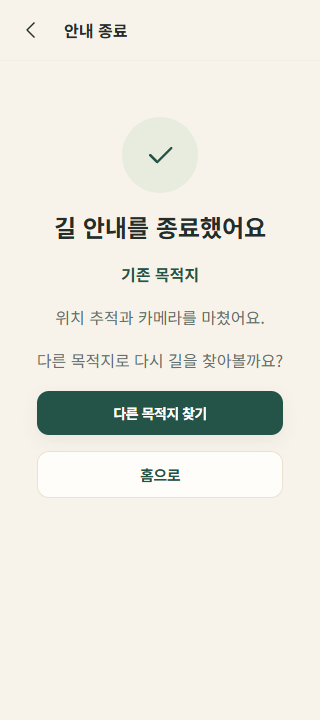 안내 종료
길 안내를 종료했어요
기존 목적지
위치 추적과 카메라를 마쳤어요.
다른 목적지로 다시 길을 찾아볼까요?
다른 목적지 찾기
홈으로